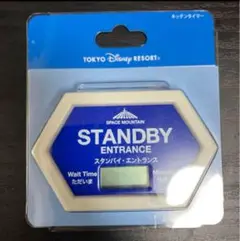 キッチンタイマー
TOKYO Disney RESORT®
SPACE MOUNTAIN
STANDBY
ENTRANCE
スタンバイ・エントランス
Wait Time
ただいま